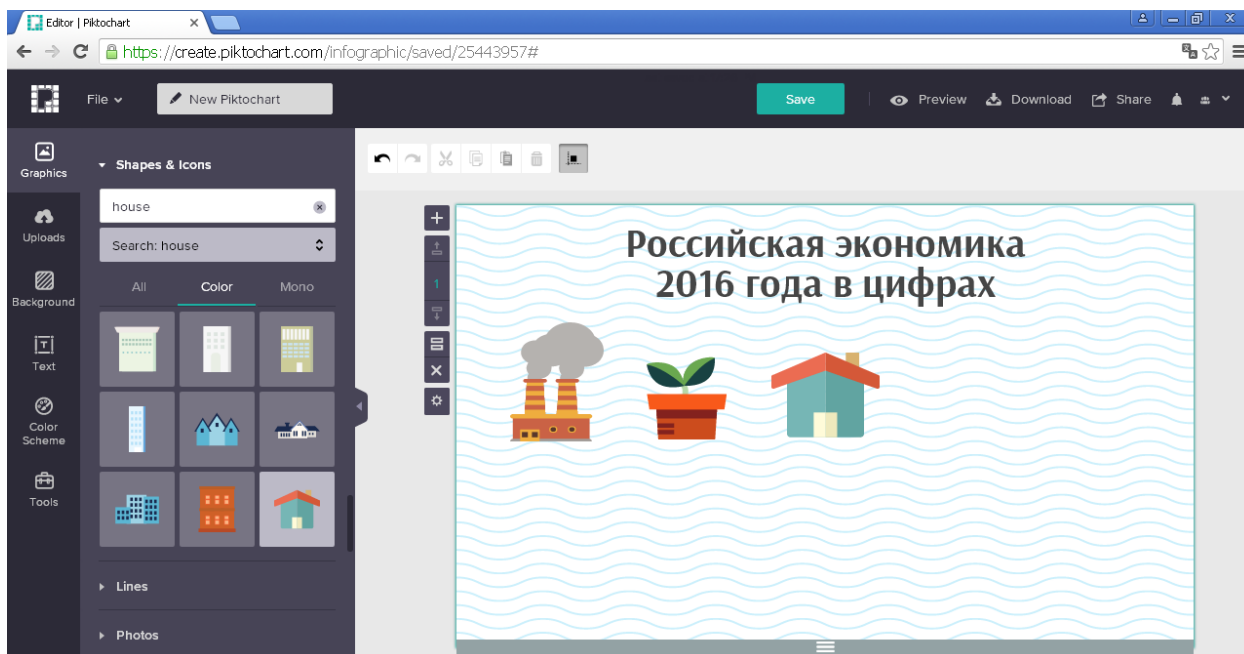 Editor | Piktochart
https://create.piktochart.com/infographic/saved/25443957#
File
New Piktochart
Save
Preview
Download
Share
Graphics
Uploads
Background
Text
Color
Scheme
Tools
Shapes & Icons
house
Search: house
All
Color
Mono
Lines
Photos
1
Российская экономика
2016 года в цифрах